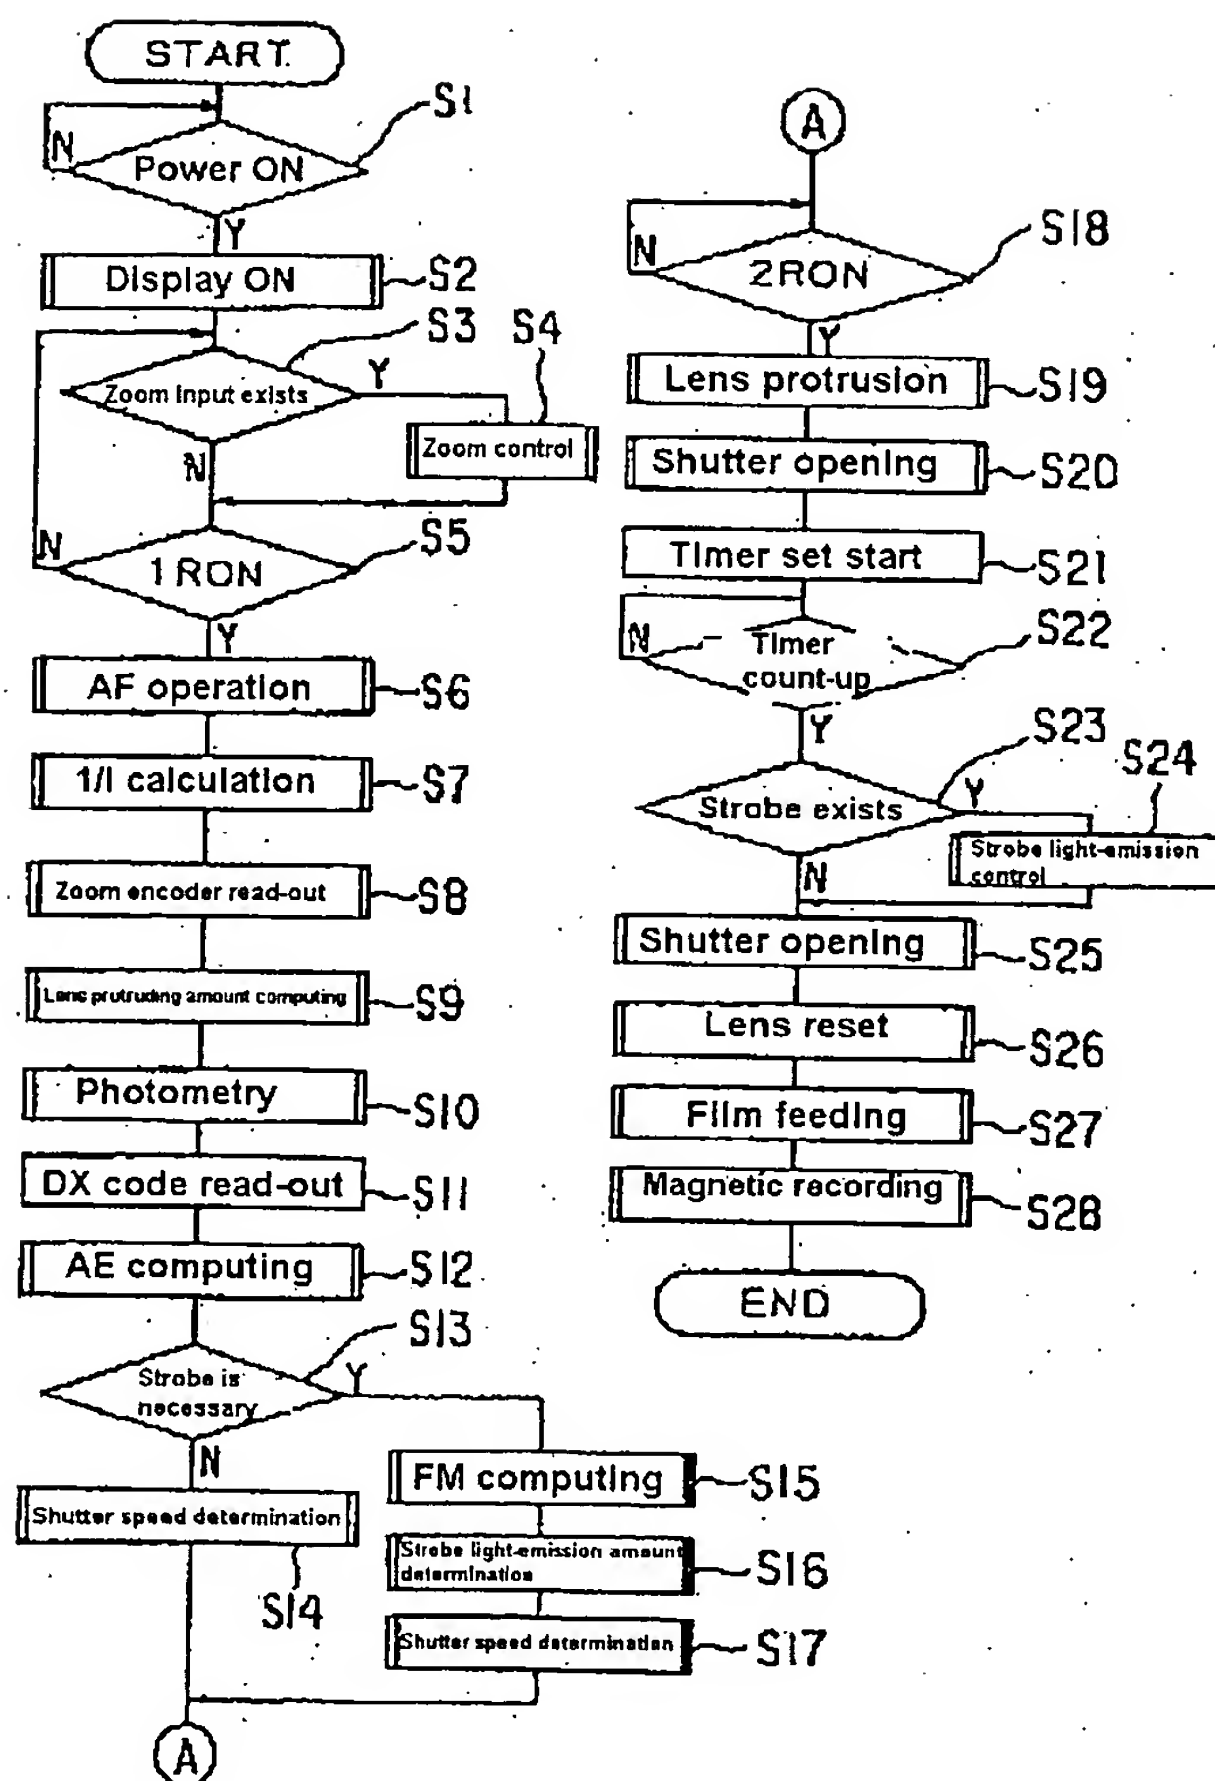 START.
S1
N
Power ON
Y
Display ON
S2
S3
S4
Zoom input exists
Y
Zoom control
N
N
1 RON
S5
Y
AF operation
S6
1/l calculation
S7
Zoom encoder read-out
S8
Lens protruding amount computing
S9
Photometry
S10
DX code read-out
S11
AE computing
S12
S13
Strobe is
necessary
Y
N
Shutter speed determination
S14
FM computing
S15
Strobe light-emission amount
determination
S16
Shutter speed determination
S17
A
A
N
2RON
S18
Y
Lens protrusion
S19
Shutter opening
S20
Timer set start
S21
N
Timer
count-up
S22
Y
S23
S24
Strobe exists
Y
Strobe light-emission
control
N
Shutter opening
S25
Lens reset
S26
Film feeding
S27
Magnetic recording
S28
END